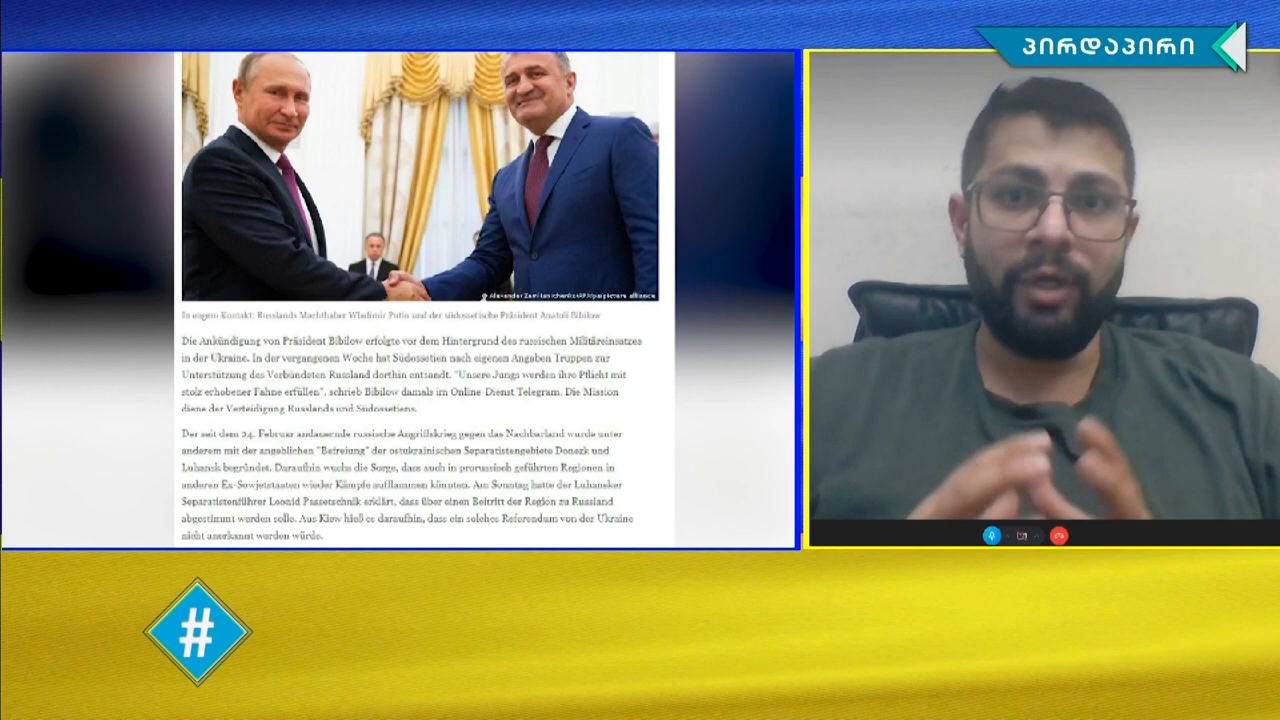 ᲞᲘᲠᲓᲐᲞᲘᲠᲘ
© Alexander Zemlianichenko/AP/dpa/picture alliance
In engem Kontakt: Russlands Machthaber Wladimir Putin und der südossetische Präsident Anatoli Bibilow
Die Ankündigung von Präsident Bibilow erfolgte vor dem Hintergrund des russischen Militäreinsatzes
in der Ukraine. In der vergangenen Woche hat Südossetien nach eigenen Angaben Truppen zur
Unterstützung des Verbündeten Russland dorthin entsandt. "Unsere Jungs werden ihre Pflicht mit
stolz erhobener Fahne erfüllen", schrieb Bibilow damals im Online-Dienst Telegram. Die Mission
diene der Verteidigung Russlands und Südossetiens.
Der seit dem 24. Februar andauernde russische Angriffskrieg gegen das Nachbarland wurde unter
anderem mit der angeblichen "Befreiung" der ostukrainischen Separatistengebiete Donezk und
Luhansk begründet. Daraufhin wuchs die Sorge, dass auch in prorussisch geführten Regionen in
anderen Ex-Sowjetstaaten wieder Kämpfe aufflammen könnten. Am Sonntag hatte der Luhansker
Separatistenführer Leonid Passetschnik erklärt, dass über einen Beitritt der Region zu Russland
abgestimmt werden solle. Aus Kiew hieß es daraufhin, dass ein solches Referendum von der Ukraine
nicht anerkannt werden würde.
#